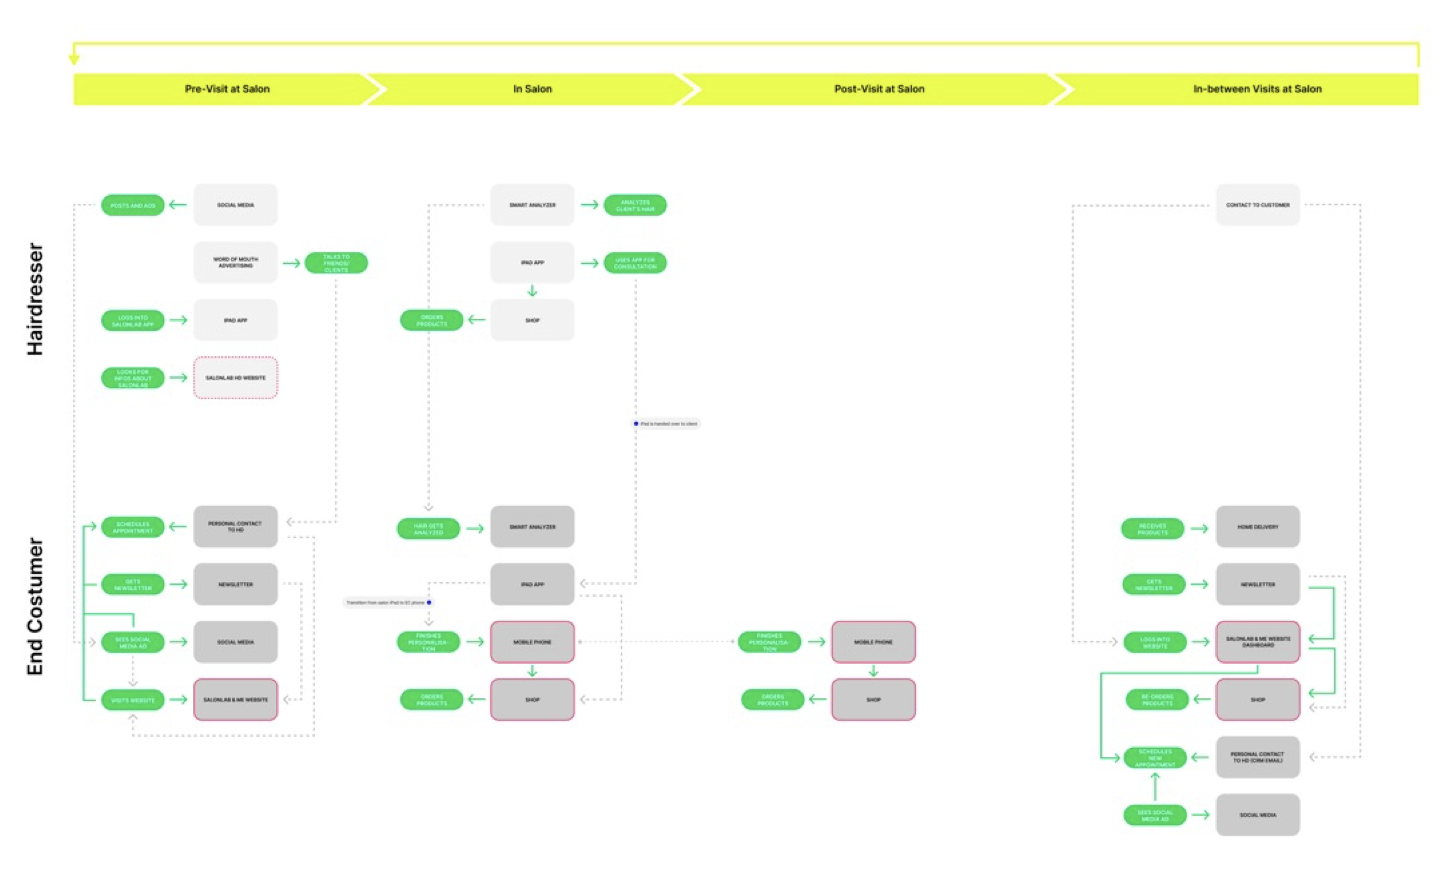 Pre-Visit at Salon
In Salon
Post-Visit at Salon
In-between Visits at Salon
Hairdresser
POSTS AND ADS
SOCIAL MEDIA
WORD OF MOUTH
ADVERTISING
TALKS TO
FRIENDS/
CLIENTS
LOGS INTO
SALONLAB APP
IPAD APP
LOOKS FOR
INFOS ABOUT
SALONLAB
SALONLAB HD WEBSITE
SMART ANALYZER
ANALYZES
CLIENT'S HAIR
IPAD APP
USES APP FOR
CONSULTATION
ORDERS
PRODUCTS
SHOP
iPad is handed over to client
CONTACT TO CUSTOMER
End Costumer
SCHEDULES
APPOINTMENT
PERSONAL CONTACT
TO HD
GETS
NEWSLETTER
NEWSLETTER
SEES SOCIAL
MEDIA AD
SOCIAL MEDIA
VISITS WEBSITE
SALONLAB & ME WEBSITE
HAIR GETS
ANALYZED
SMART ANALYZER
IPAD APP
Transition from salon iPad to EC phone
FINISHES
PERSONALISA-
TION
MOBILE PHONE
ORDERS
PRODUCTS
SHOP
FINISHES
PERSONALISA-
TION
MOBILE PHONE
ORDERS
PRODUCTS
SHOP
RECEIVES
PRODUCTS
HOME DELIVERY
GETS
NEWSLETTER
NEWSLETTER
LOGS INTO
WEBSITE
SALONLAB & ME WEBSITE
DASHBOARD
RE-ORDERS
PRODUCTS
SHOP
SCHEDULES
NEW
APPOINTMENT
PERSONAL CONTACT
TO HD (CRM EMAIL)
SEES SOCIAL
MEDIA AD
SOCIAL MEDIA